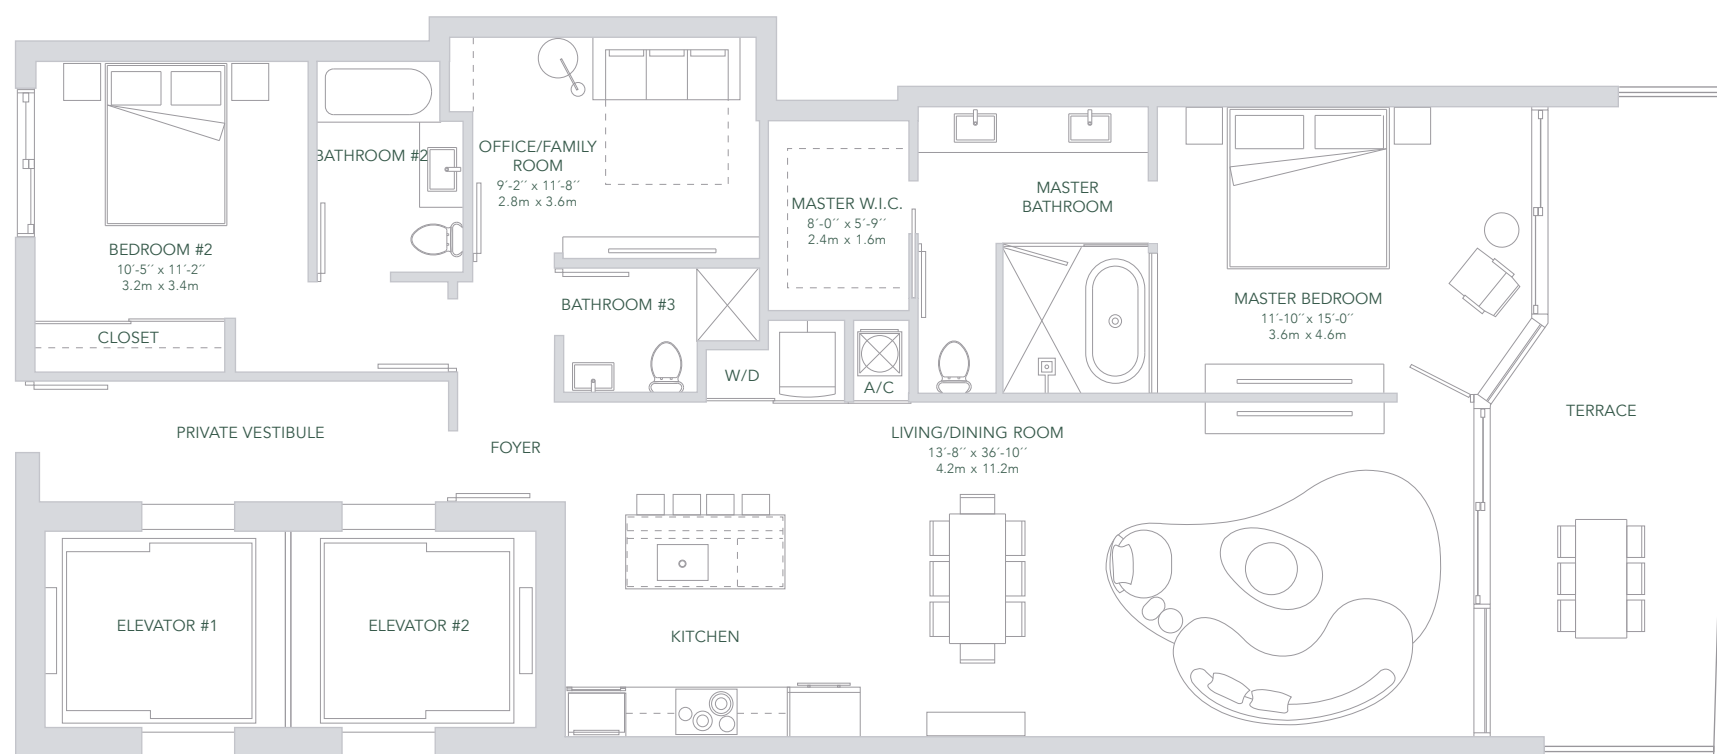 BATHROOM #2
OFFICE/FAMILY
ROOM
9´-2´´ x 11´-8´´
2.8m x 3.6m
MASTER W.I.C.
8´-0´´ x 5´-9´´
2.4m x 1.6m
MASTER
BATHROOM
BEDROOM #2
10´-5´´ x 11´-2´´
3.2m x 3.4m
CLOSET
BATHROOM #3
MASTER BEDROOM
11´-10´´ x 15´-0´´
3.6m x 4.6m
W/D
A/C
TERRACE
PRIVATE VESTIBULE
FOYER
LIVING/DINING ROOM
13´-8´´ x 36´-10´´
4.2m x 11.2m
ELEVATOR #1
ELEVATOR #2
KITCHEN